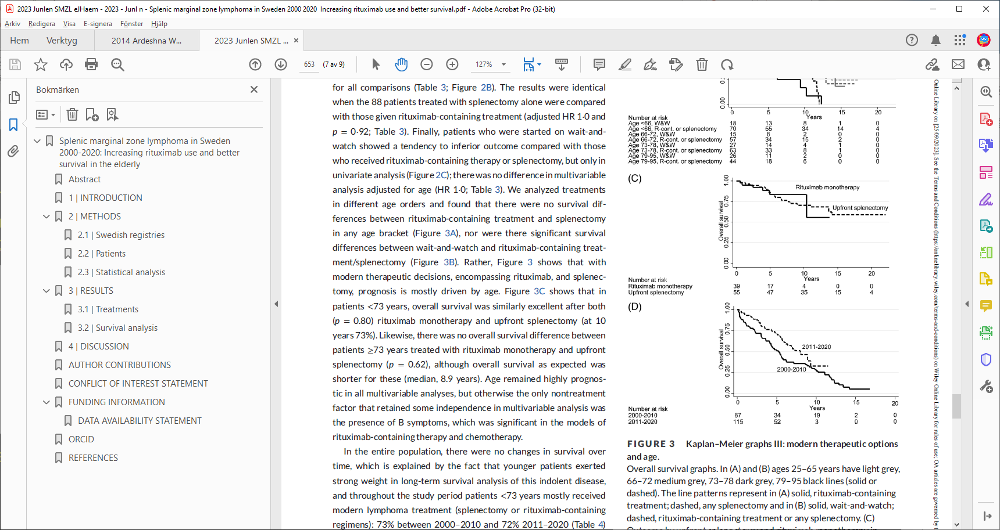 2023 Junlen SMZL eJHaem - 2023 - Junl n - Splenic marginal zone lymphoma in Sweden 2000 2020  Increasing rituximab use and better survival.pdf - Adobe Acrobat Pro (32-bit)
Arkiv Redigera Visa E-signera Fönster Hjälp
Hem Verktyg 2014 Ardeshna W... 2023 Junlen SMZL ... ×
653 (7 av 9) 127%
Bokmärken
Splenic marginal zone lymphoma in Sweden
2000-2020: Increasing rituximab use and better
survival in the elderly
Abstract
1 | INTRODUCTION
2 | METHODS
2.1 | Swedish registries
2.2 | Patients
2.3 | Statistical analysis
3 | RESULTS
3.1 | Treatments
3.2 | Survival analysis
4 | DISCUSSION
AUTHOR CONTRIBUTIONS
CONFLICT OF INTEREST STATEMENT
FUNDING INFORMATION
DATA AVAILABILITY STATEMENT
ORCID
REFERENCES
for all comparisons (Table 3; Figure 2B). The results were identical
when the 88 patients treated with splenectomy alone were compared
with those given rituximab-containing treatment (adjusted HR 1·0 and
p = 0·92; Table 3). Finally, patients who were started on wait-and-
watch showed a tendency to inferior outcome compared with those
who received rituximab-containing therapy or splenectomy, but only in
univariate analysis (Figure 2C); there was no difference in multivariable
analysis adjusted for age (HR 1·0; Table 3). We analyzed treatments
in different age orders and found that there were no survival dif-
ferences between rituximab-containing treatment and splenectomy
in any age bracket (Figure 3A), nor were there significant survival
differences between wait-and-watch and rituximab-containing treat-
ment/splenectomy (Figure 3B). Rather, Figure 3 shows that with
modern therapeutic decisions, encompassing rituximab, and splenec-
tomy, prognosis is mostly driven by age. Figure 3C shows that in
patients <73 years, overall survival was similarly excellent after both
(p = 0.80) rituximab monotherapy and upfront splenectomy (at 10
years 73%). Likewise, there was no overall survival difference between
patients ≥73 years treated with rituximab monotherapy and upfront
splenectomy (p = 0.62), although overall survival as expected was
shorter for these (median, 8.9 years). Age remained highly prognos-
tic in all multivariable analyses, but otherwise the only nontreatment
factor that retained some independence in multivariable analysis was
the presence of B symptoms, which was significant in the models of
rituximab-containing therapy and chemotherapy.
In the entire population, there were no changes in survival over
time, which is explained by the fact that younger patients exerted
strong weight in long-term survival analysis of this indolent disease,
and throughout the study period patients <73 years mostly received
modern lymphoma treatment (splenectomy or rituximab-containing
regimens): 73% between 2000–2010 and 72% 2011–2020 (Table 4)
0.00
0 5 10 15 20
Years
Number at risk
Age <66, W&W 18 13 8 1 0
Age <66, R-cont. or splenectomy 70 55 34 14 4
Age 66-72, W&W 15 8 2 0 0
Age 66-72, R-cont. or splenectomy 57 34 15 2 0
Age 73-78, W&W 27 14 4 1 0
Age 73-78, R-cont. or splenectomy 63 33 8 1 0
Age 79-95, W&W 26 11 2 0 0
Age 79-95, R-cont. or splenectomy 44 18 6 0 0
(C)
Overall survival
1.00
0.75
0.50
0.25
0.00
Rituximab monotherapy
Upfront splenectomy
0 5 10 15 20
Years
Number at risk
Rituximab monotherapy 39 17 4 0 0
Upfront splenectomy 55 47 35 15 4
(D)
Overall survival
1.00
0.75
0.50
0.25
0.00
2011-2020
2000-2010
0 5 10 15 20
Years
Number at risk
2000-2010 67 34 19 2 0
2011-2020 115 52 3 0 0
FIGURE 3 Kaplan–Meier graphs III: modern therapeutic options
and age.
Overall survival graphs. In (A) and (B) ages 25–65 years have light grey,
66–72 medium grey, 73–78 dark grey, 79–95 black lines (solid or
dashed). The line patterns represent in (A) solid, rituximab-containing
treatment; dashed, any splenectomy and in (B) solid, wait-and-watch;
dashed, rituximab-containing treatment or any splenectomy. (C)
Online Library on [25/09/2023]. See the Terms and Conditions (https://onlinelibrary.wiley.com/terms-and-conditions) on Wiley Online Library for rules of use; OA articles are governed by t